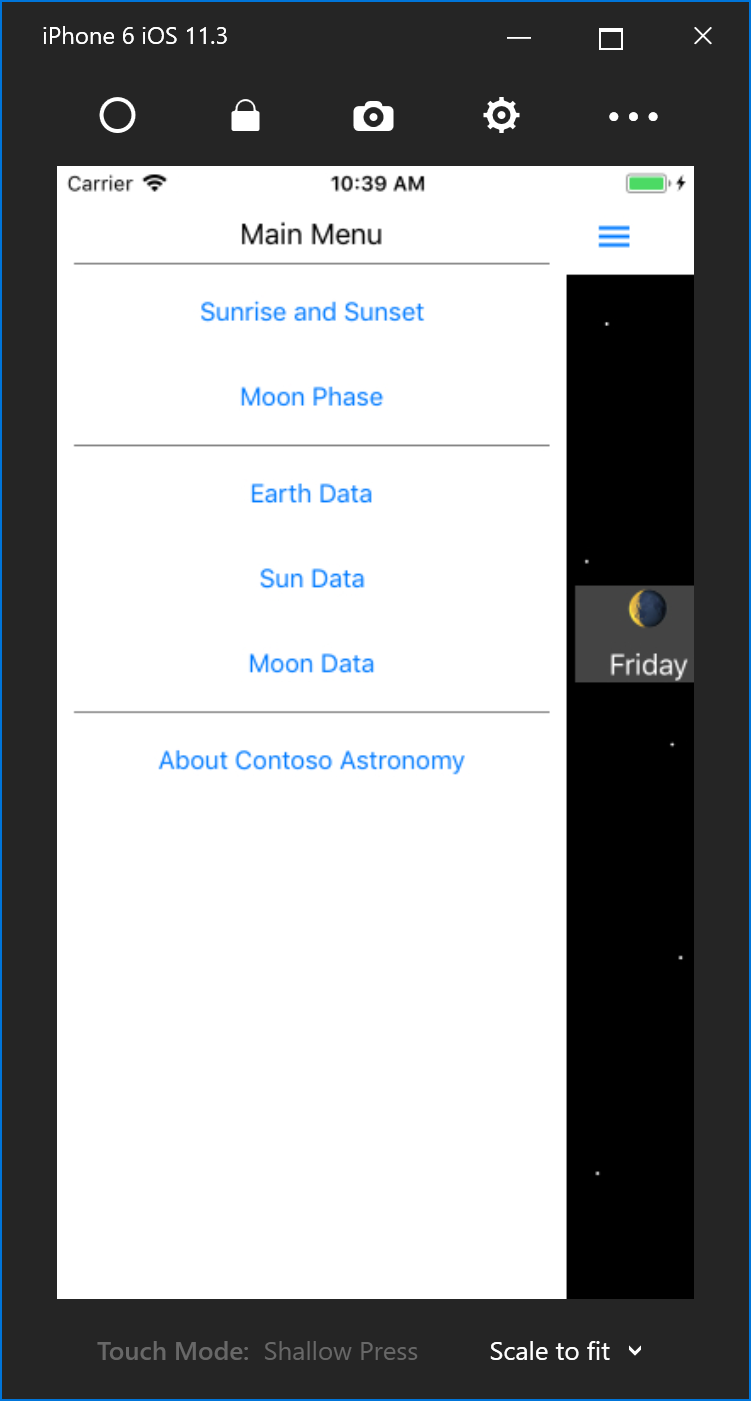 iPhone 6 iOS 11.3
Carrier 10:39 AM
Main Menu
Sunrise and Sunset
Moon Phase
Earth Data
Sun Data
Moon Data
Friday
About Contoso Astronomy
Touch Mode: Shallow Press Scale to fit